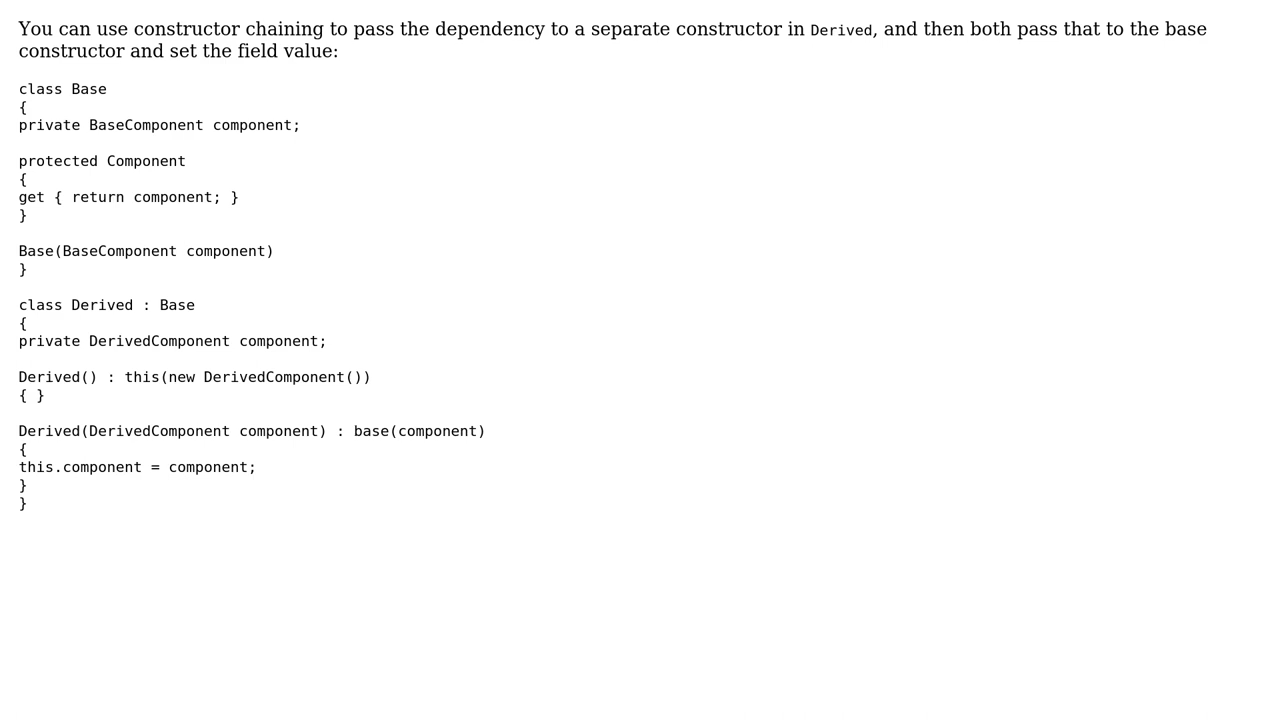 You can use constructor chaining to pass the dependency to a separate constructor in Derived, and then both pass that to the base
constructor and set the field value:
class Base
{
private BaseComponent component;
protected Component
{
get { return component; }
}
Base(BaseComponent component)
}
class Derived : Base
{
private DerivedComponent component;
Derived() : this(new DerivedComponent())
{ }
Derived(DerivedComponent component) : base(component)
{
this.component = component;
}
}